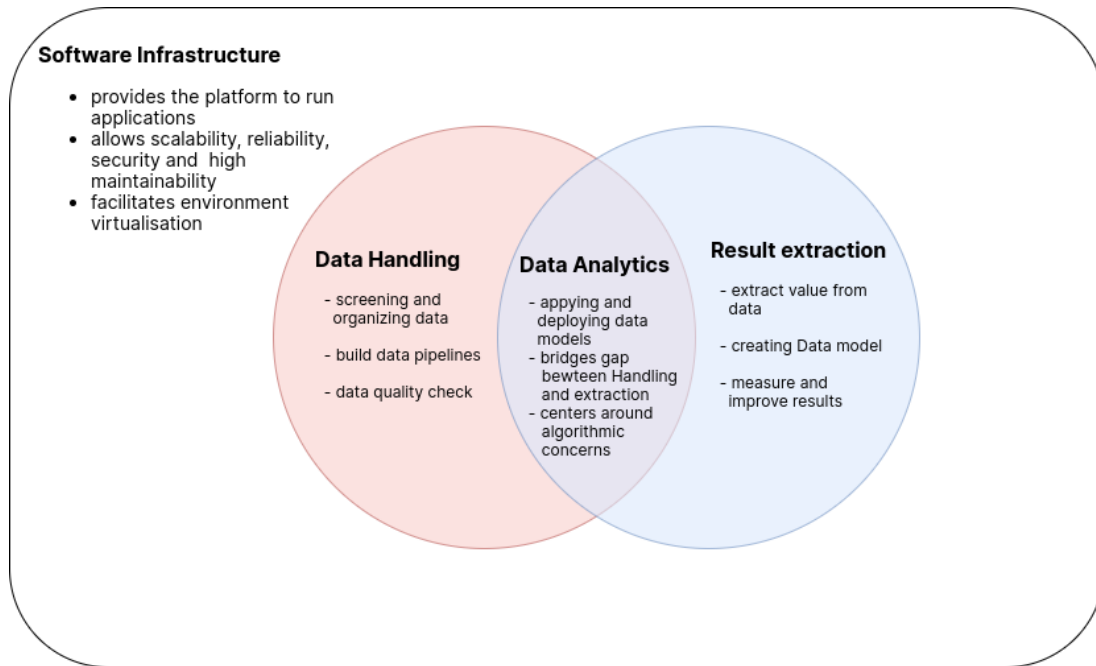 Software Infrastructure
• provides the platform to run
applications
• allows scalability, reliability,
security and  high
maintainability
• facilitates environment
virtualisation
Data Handling
- screening and
organizing data
- build data pipelines
- data quality check
Data Analytics
- appying and
deploying data
models
- bridges gap
bewteen Handling
and extraction
- centers around
algorithmic
concerns
Result extraction
- extract value from
data
- creating Data model
- measure and
improve results